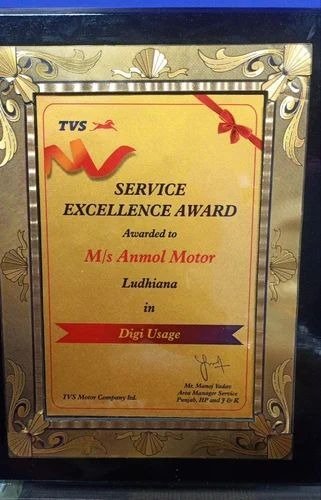 TVS
SERVICE
EXCELLENCE AWARD
Awarded to
M/s Anmol Motor
Ludhiana
in
Digi Usage
Mr. Manoj Yadav
Area Manager Service
Punjab, HP and J & K
TVS Motor Company ltd.